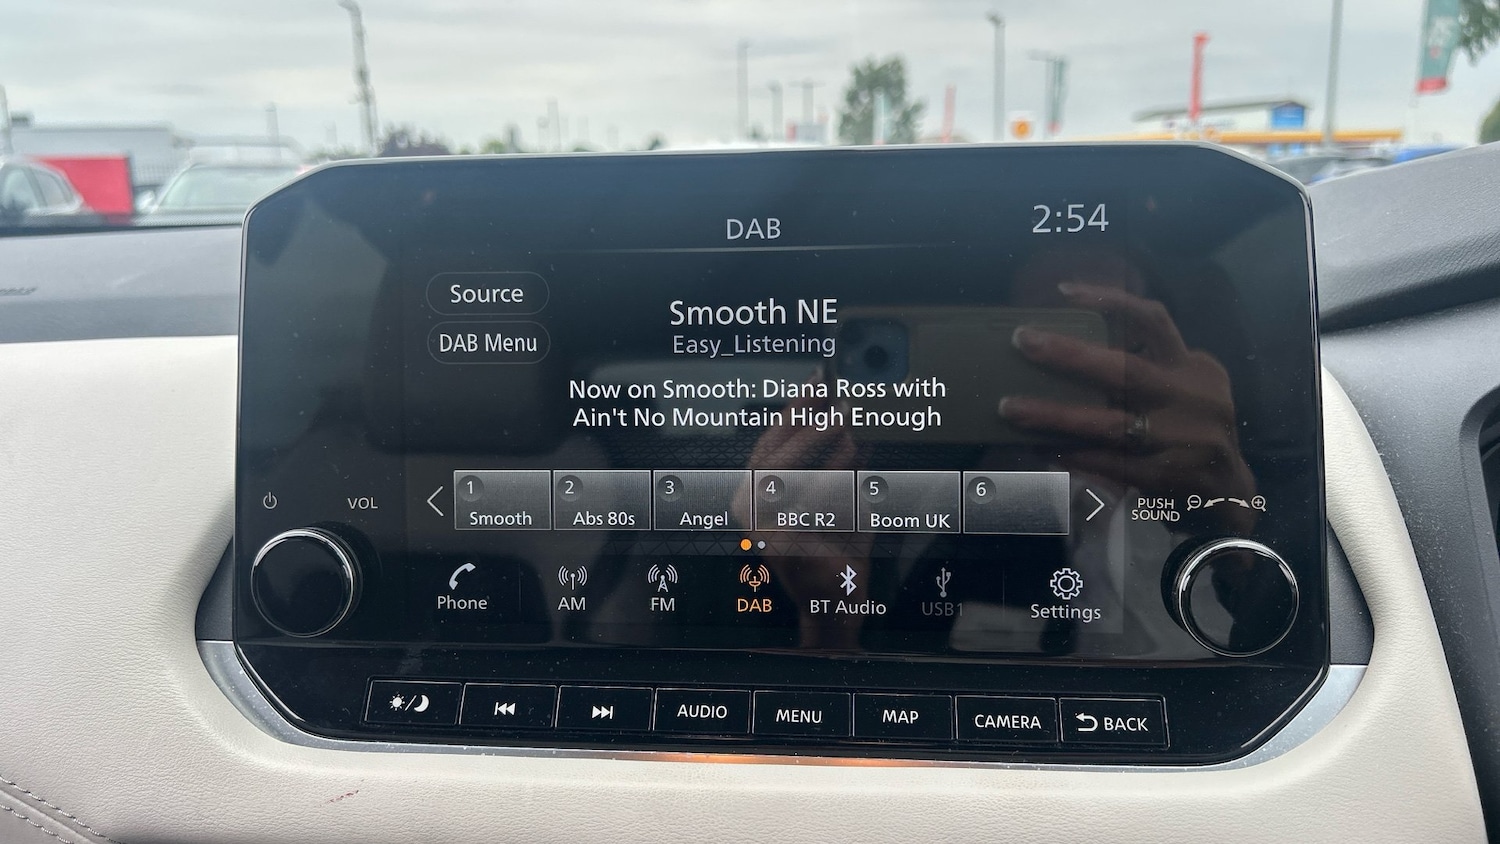 DAB
2:54
Source
DAB Menu
Smooth NE
Easy_Listening
Now on Smooth: Diana Ross with
Ain't No Mountain High Enough
VOL
1
Smooth
2
Abs 80s
3
Angel
4
BBC R2
5
Boom UK
6
PUSH
SOUND
Phone
AM
FM
DAB
BT Audio
USB1
Settings
AUDIO
MENU
MAP
CAMERA
BACK